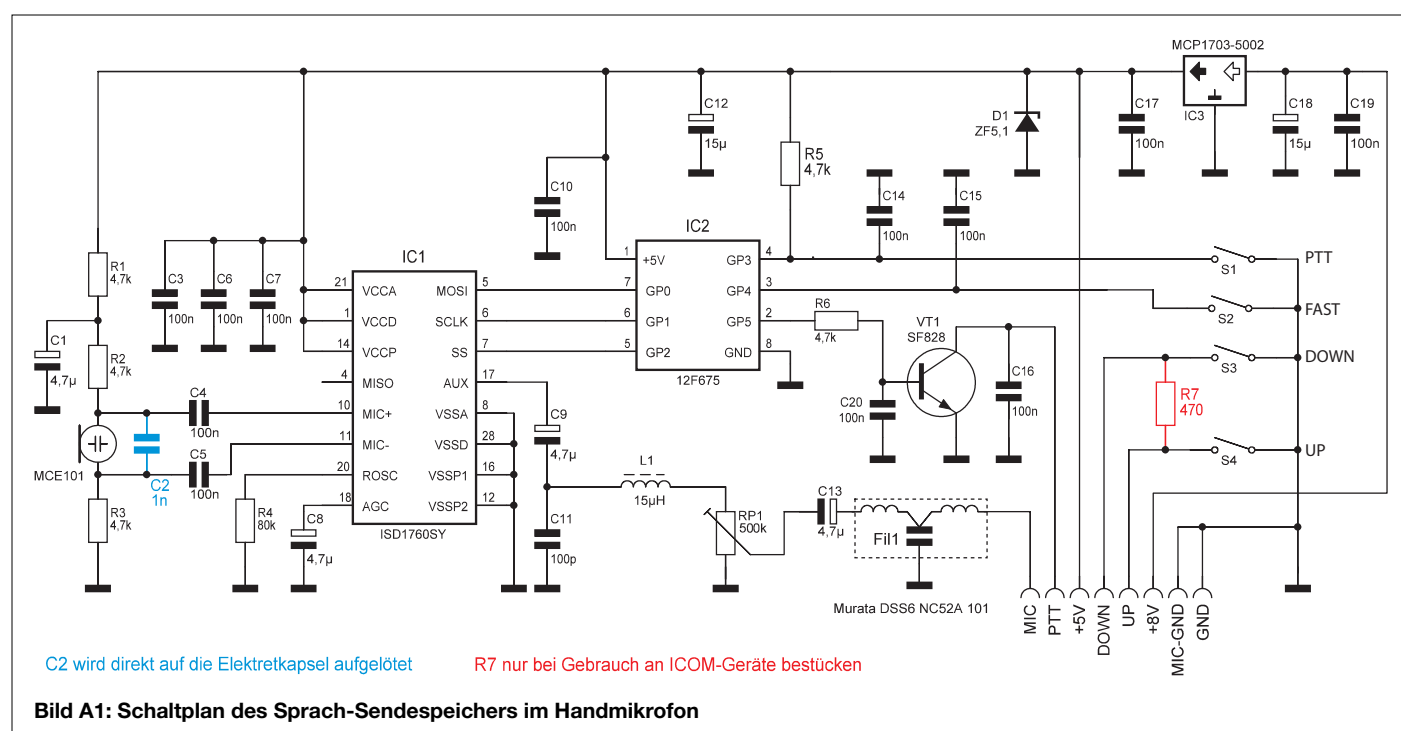 MCP1703-5002
IC3
C12
15µ
D1
ZF5,1
C17
100n
C18
15µ
C19
100n
R5
4,7k
C10
100n
C14
100n
C15
100n
R1
4,7k
C3
100n
C6
100n
C7
100n
C1
4,7µ
R2
4,7k
MCE101
C2
1n
R3
4,7k
C4
100n
C5
100n
R4
80k
C8
4,7µ
IC1
21 VCCA MOSI 5
1 VCCD SCLK 6
14 VCCP SS 7
4 MISO AUX 17
10 MIC+ VSSA 8
11 MIC- VSSD 28
20 ROSC VSSP1 16
18 AGC VSSP2 12
ISD1760SY
IC2
1 +5V GP3 4
7 GP0 GP4 3
6 GP1 GP5 2
5 GP2 GND 8
12F675
R6
4,7k
VT1
SF828
C20
100n
C16
100n
C9
4,7µ
C11
100p
L1
15µH
RP1
500k
C13
4,7µ
Fil1
Murata DSS6 NC52A 101
S1
PTT
S2
FAST
S3
DOWN
R7
470
S4
UP
MIC
PTT
+5V
DOWN
UP
+8V
MIC-GND
GND
C2 wird direkt auf die Elektretkapsel aufgelötet
R7 nur bei Gebrauch an ICOM-Geräte bestücken
Bild A1: Schaltplan des Sprach-Sendespeichers im Handmikrofon